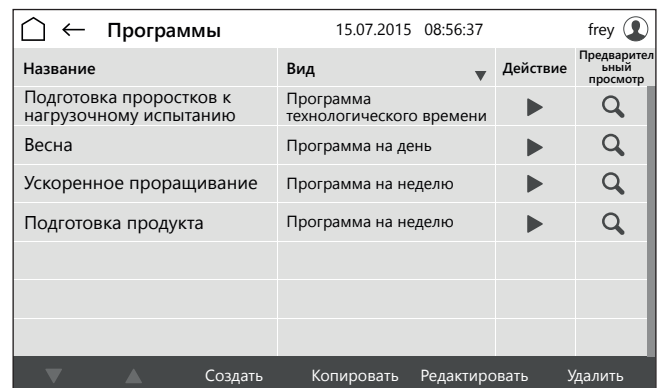 Программы 15.07.2015 08:56:37 frey
Название Вид Действие Предварител
ьный
просмотр
Подготовка проростков к
нагрузочному испытанию
Программа
технологического времени
Весна Программа на день
Ускоренное проращивание Программа на неделю
Подготовка продукта Программа на неделю
Создать Копировать Редактировать Удалить